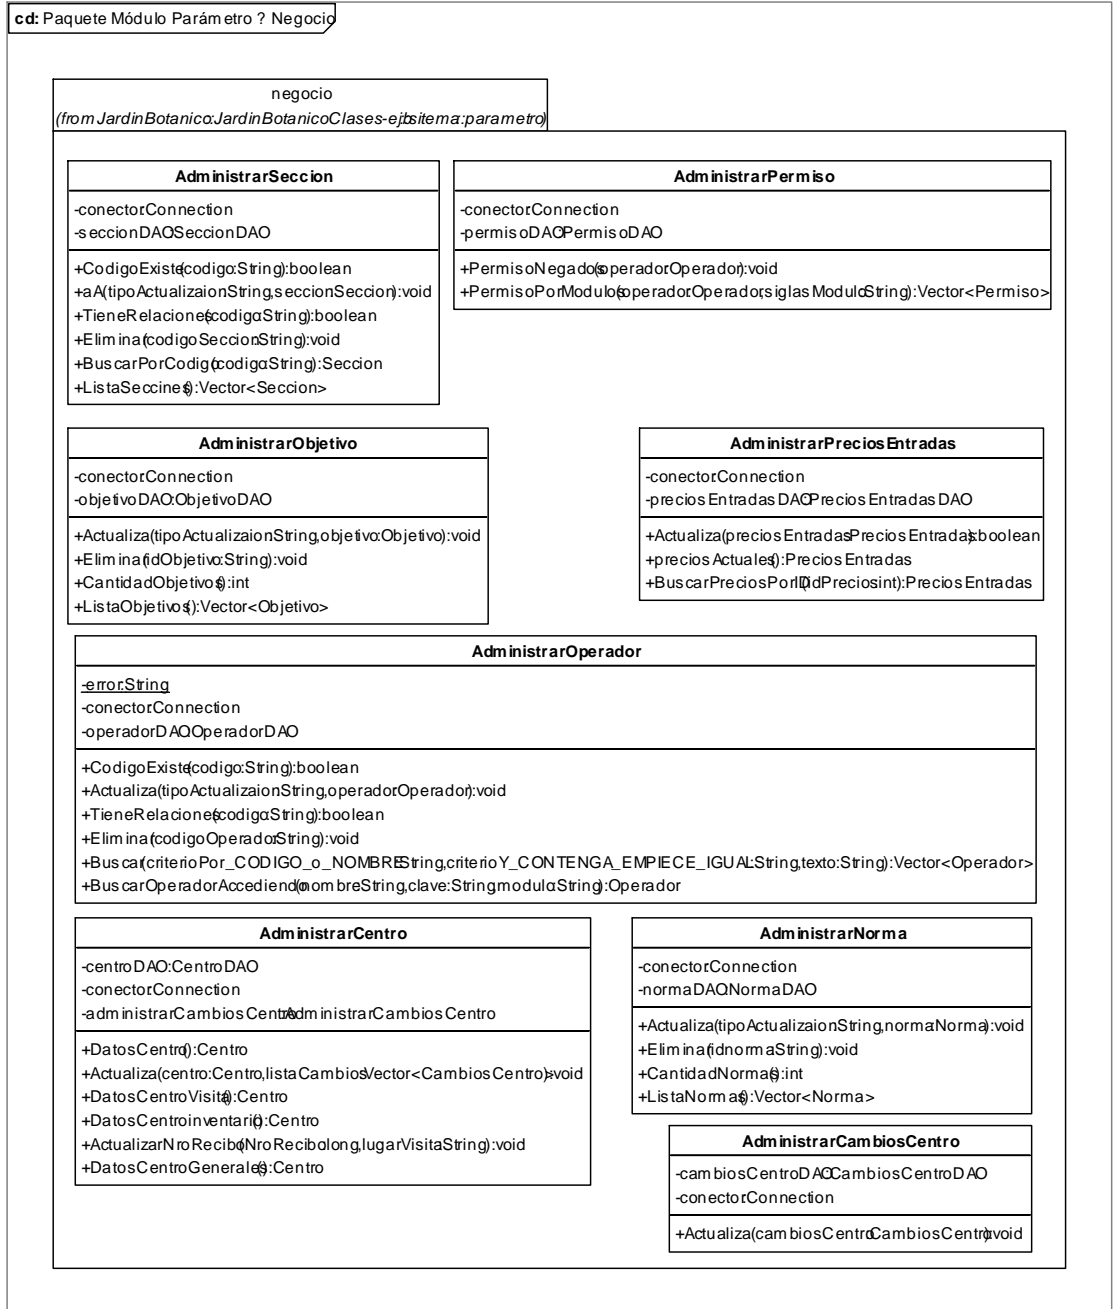 cd: Paquete Módulo Parámetro ? Negocio
negocio
(from JardinBotanico:JardinBotanicoClases-ejb:sitema:parametro)
AdministrarSeccion
-conector:Connection
-seccionDAO:SeccionDAO
+CodigoExiste(codigo:String):boolean
+aA(tipoActualizaion:String,seccion:Seccion):void
+TieneRelaciones(codigo:String):boolean
+Eliminar(codigoSeccion:String):void
+BuscarPorCodigo(codigo:String):Seccion
+ListaSeccines():Vector<Seccion>
AdministrarPermiso
-conector:Connection
-permisoDAO:PermisoDAO
+PermisoNegados(operador:Operador):void
+PermisoPorModulos(operador:Operador,siglasModulo:String):Vector<Permiso>
AdministrarObjetivo
-conector:Connection
-objetivoDAO:ObjetivoDAO
+Actualiza(tipoActualizaion:String,objetivo:Objetivo):void
+Eliminar(idObjetivo:String):void
+CantidadObjetivos():int
+ListaObjetivos():Vector<Objetivo>
AdministrarPreciosEntradas
-conector:Connection
-preciosEntradasDAO:PreciosEntradasDAO
+Actualiza(preciosEntradas:PreciosEntradas):boolean
+preciosActuales():PreciosEntradas
+BuscarPreciosPorID(idPrecios:int):PreciosEntradas
AdministrarOperador
-error:String
-conector:Connection
-operadorDAO:OperadorDAO
+CodigoExiste(codigo:String):boolean
+Actualiza(tipoActualizaion:String,operador:Operador):void
+TieneRelaciones(codigo:String):boolean
+Eliminar(codigoOperador:String):void
+Buscar(criterioPor_CODIGO_o_NOMBRE:String,criterioY_CONTENGA_EMPIECE_IGUAL:String,texto:String):Vector<Operador>
+BuscarOperadorAccediendo(nombre:String,clave:String,modulo:String):Operador
AdministrarCentro
-centroDAO:CentroDAO
-conector:Connection
-administrarCambiosCentro:AdministrarCambiosCentro
+DatosCentro():Centro
+Actualiza(centro:Centro,listaCambios:Vector<CambiosCentro>):void
+DatosCentroVisita():Centro
+DatosCentroinventario():Centro
+ActualizarNroRecibo(NroRecibo:long,lugarVisita:String):void
+DatosCentroGenerales():Centro
AdministrarNorma
-conector:Connection
-normaDAO:NormaDAO
+Actualiza(tipoActualizaion:String,norma:Norma):void
+Eliminar(idnorma:String):void
+CantidadNormas():int
+ListaNormas():Vector<Norma>
AdministrarCambiosCentro
-cambiosCentroDAO:CambiosCentroDAO
-conector:Connection
+Actualiza(cambiosCentro:CambiosCentro):void